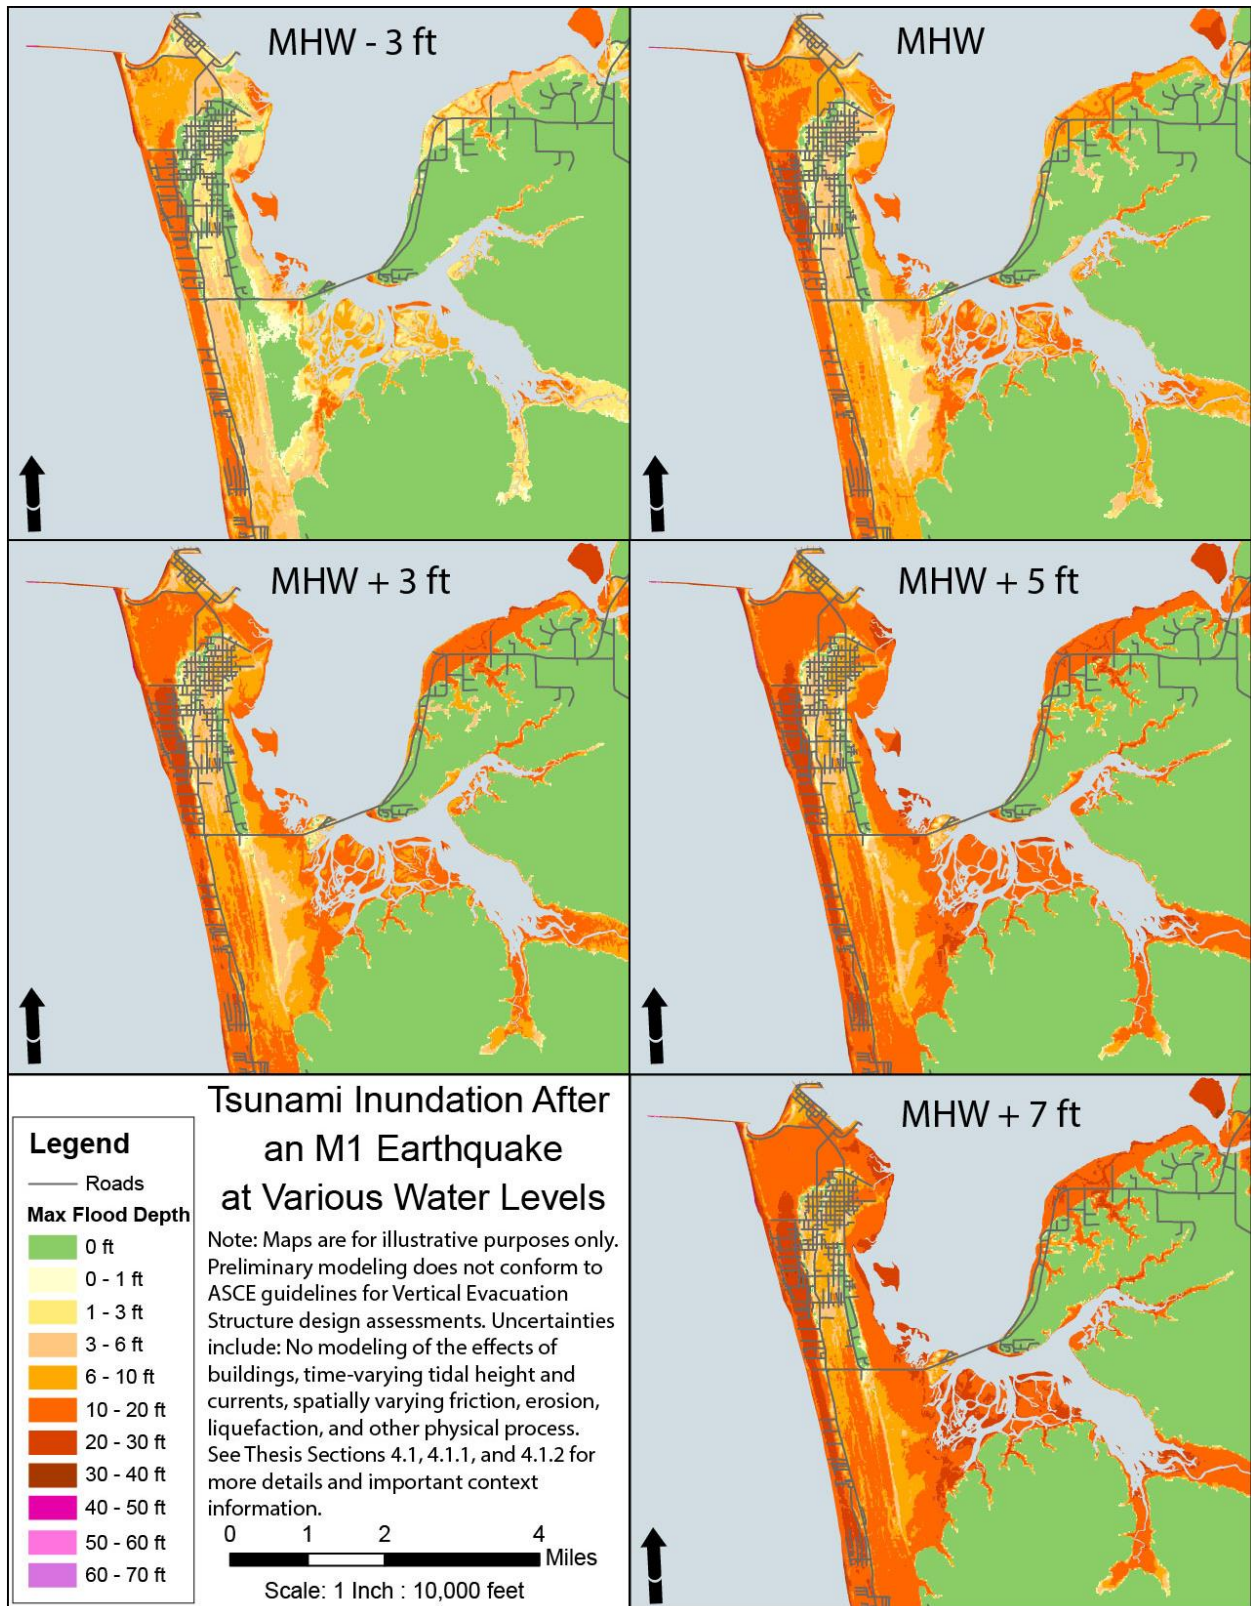 MHW - 3 ft
MHW
MHW + 3 ft
MHW + 5 ft
Legend
Roads
Max Flood Depth
0 ft
0 - 1 ft
1 - 3 ft
3 - 6 ft
6 - 10 ft
10 - 20 ft
20 - 30 ft
30 - 40 ft
40 - 50 ft
50 - 60 ft
60 - 70 ft
Tsunami Inundation After
an M1 Earthquake
at Various Water Levels
Note: Maps are for illustrative purposes only.
Preliminary modeling does not conform to
ASCE guidelines for Vertical Evacuation
Structure design assessments. Uncertainties
include: No modeling of the effects of
buildings, time-varying tidal height and
currents, spatially varying friction, erosion,
liquefaction, and other physical process.
See Thesis Sections 4.1, 4.1.1, and 4.1.2 for
more details and important context
information.
0 1 2 4
Miles
Scale: 1 Inch : 10,000 feet
MHW + 7 ft